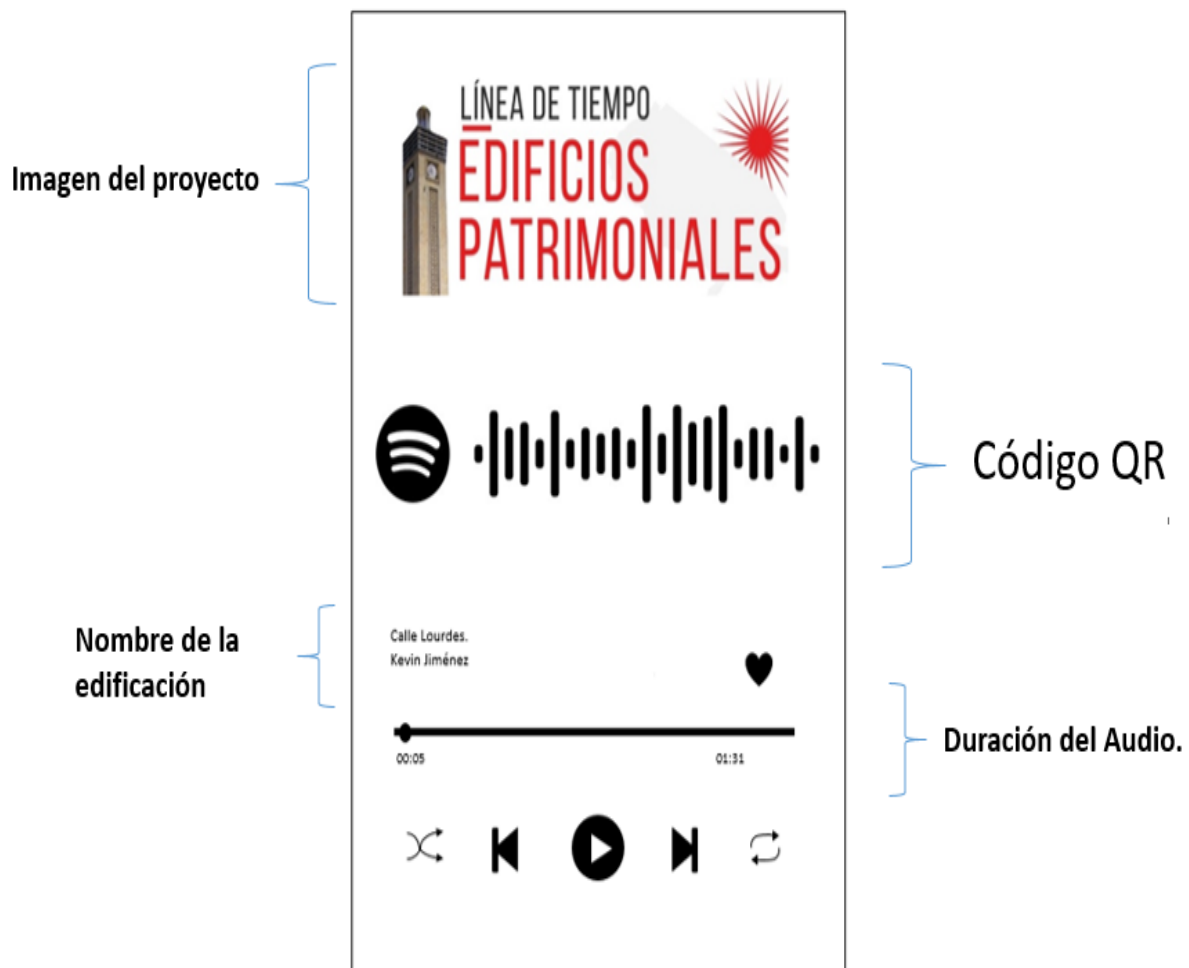 Imagen del proyecto
LÍNEA DE TIEMPO
EDIFICIOS
PATRIMONIALES
Código QR
Nombre de la
edificación
Calle Lourdes.
Kevin Jiménez
00:05
01:31
Duración del Audio.